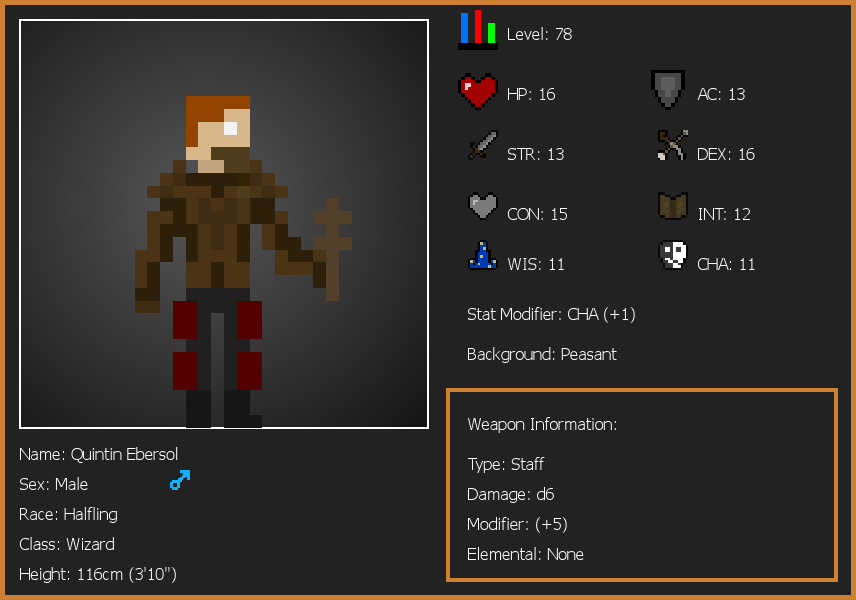 Level: 78
HP: 16
AC: 13
STR: 13
DEX: 16
CON: 15
INT: 12
WIS: 11
CHA: 11
Stat Modifier: CHA (+1)
Background: Peasant
Weapon Information:
Type: Staff
Damage: d6
Modifier: (+5)
Elemental: None
Name: Quintin Ebersol
Sex: Male
Race: Halfling
Class: Wizard
Height: 116cm (3'10")